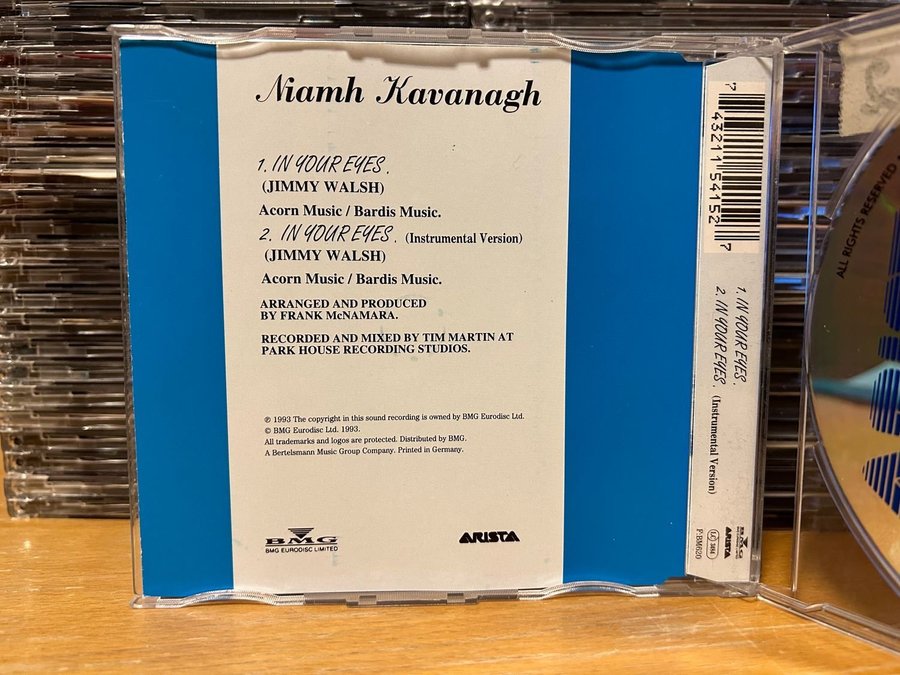 Niamh Kavanagh
1. IN YOUR EYES.
(JIMMY WALSH)
Acorn Music / Bardis Music.
2. IN YOUR EYES. (Instrumental Version)
(JIMMY WALSH)
Acorn Music / Bardis Music.
ARRANGED AND PRODUCED
BY FRANK McNAMARA.
RECORDED AND MIXED BY TIM MARTIN AT
PARK HOUSE RECORDING STUDIOS.
℗ 1993 The copyright in this sound recording is owned by BMG Eurodisc Ltd.
© BMG Eurodisc Ltd. 1993.
All trademarks and logos are protected. Distributed by BMG.
A Bertelsmann Music Group Company. Printed in Germany.
BMG
BMG EURODISC LIMITED
ARISTA
7 43211 54152 7
1. IN YOUR EYES.
2. IN YOUR EYES. (Instrumental Version)
BMG
ARISTA
LC
ALL RIGHTS RESERVED